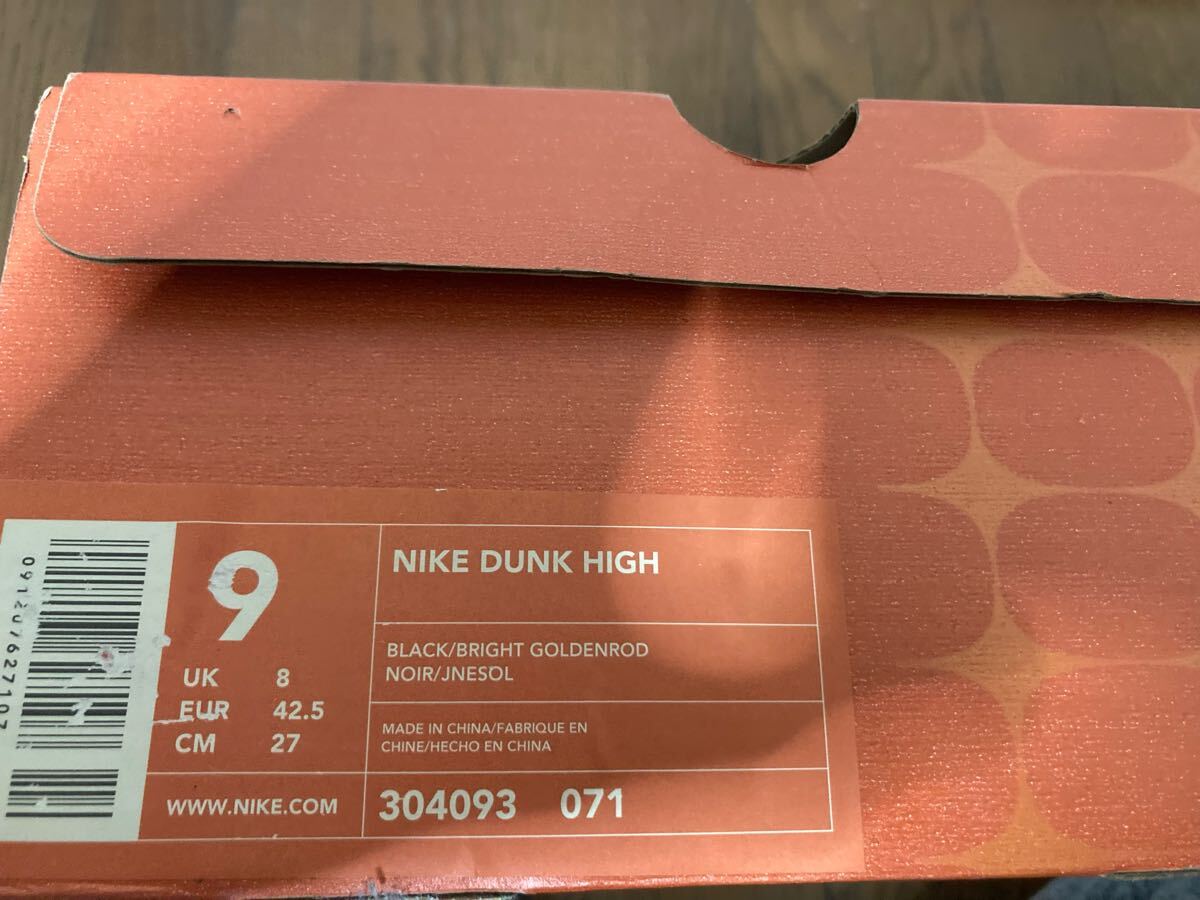 091207627107
9
UK 8
EUR 42.5
CM 27
WWW.NIKE.COM
NIKE DUNK HIGH
BLACK/BRIGHT GOLDENROD
NOIR/JNESOL
MADE IN CHINA/FABRIQUE EN
CHINE/HECHO EN CHINA
304093 071